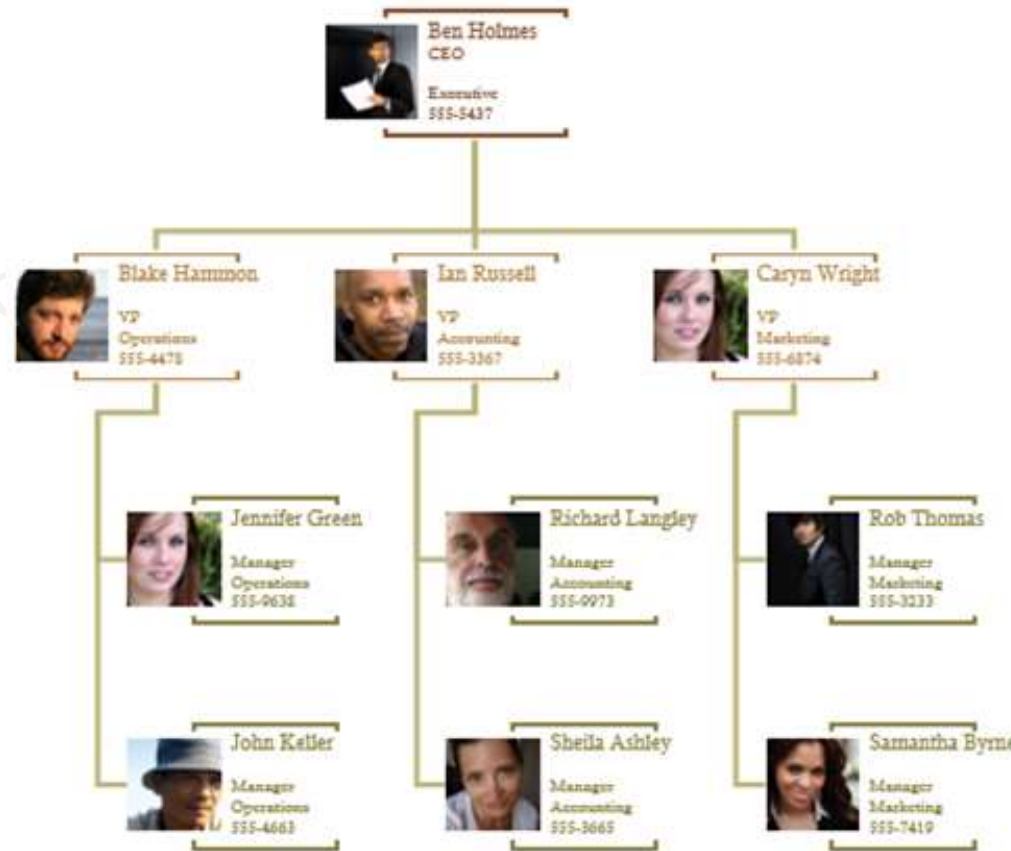 Ben Holmes
CEO
Executive
555-5437
Blake Hammon
VP
Operations
555-4478
Ian Russell
VP
Accounting
555-3367
Caryn Wright
VP
Marketing
555-6874
Jennifer Green
Manager
Operations
555-9638
Richard Langley
Manager
Accounting
555-9973
Rob Thomas
Manager
Marketing
555-3233
John Keller
Manager
Operations
555-4663
Sheila Ashley
Manager
Accounting
555-3665
Samantha Byrne
Manager
Marketing
555-7419